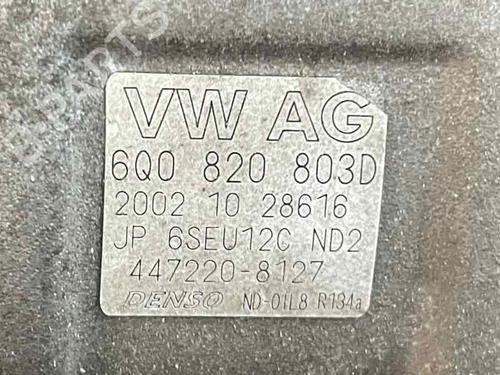 VW AG
6Q0 820 803D
2002 10 28616
JP 6SEU12C ND2
447220-8127
DENSO ND-OIL8 R134a